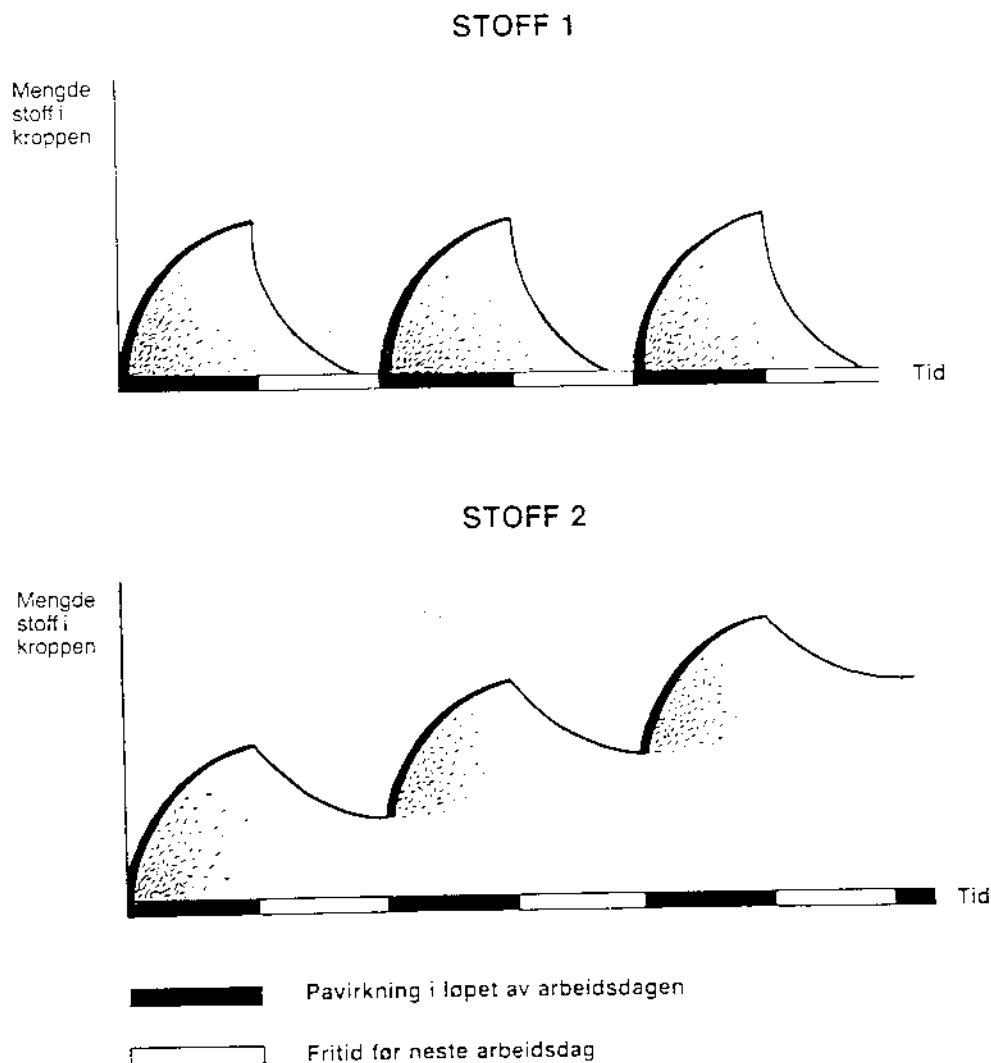 STOFF 1
Mengde
stoff i
kroppen
Tid
STOFF 2
Mengde
stoff i
kroppen
Tid
Pavirkning i løpet av arbeidsdagen
Fritid før neste arbeidsdag